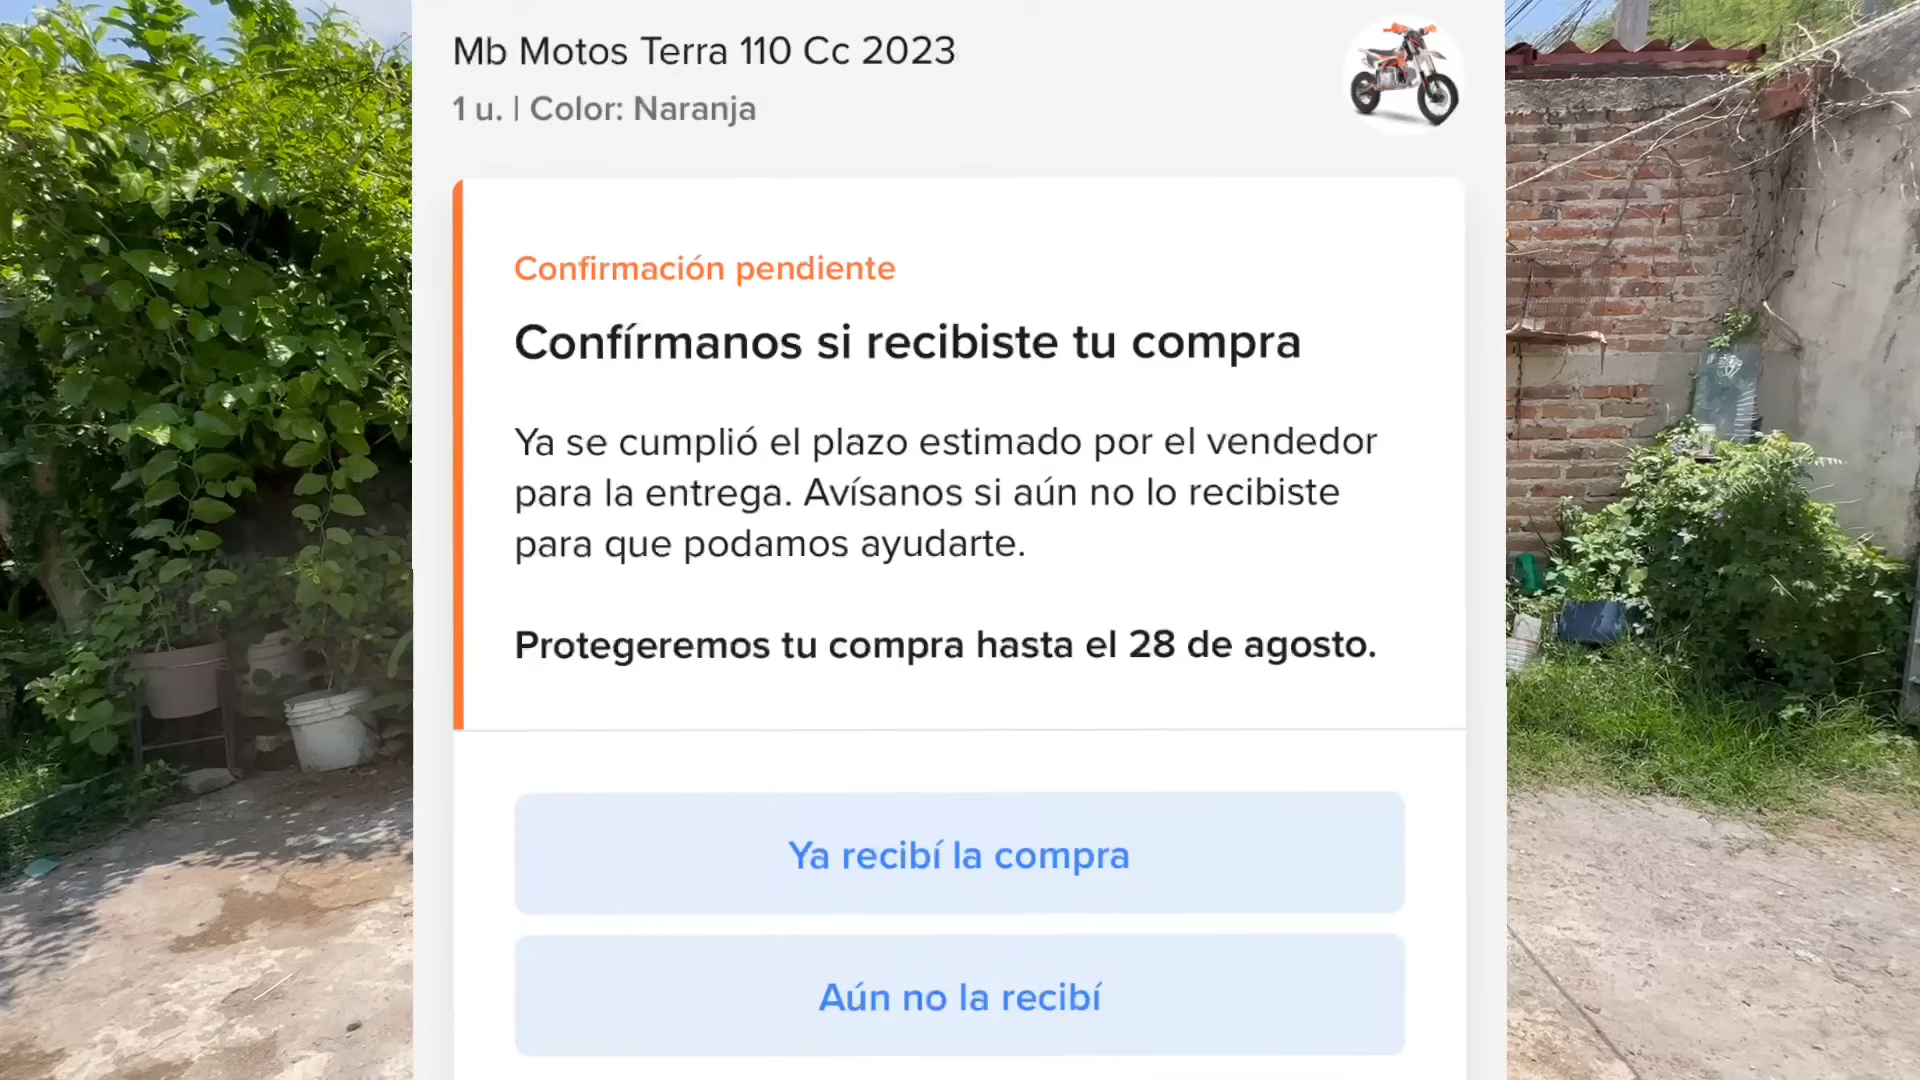 Mb Motos Terra 110 Cc 2023
1 u. | Color: Naranja
Confirmación pendiente
Confírmanos si recibiste tu compra
Ya se cumplió el plazo estimado por el vendedor
para la entrega. Avísanos si aún no lo recibiste
para que podamos ayudarte.
Protegeremos tu compra hasta el 28 de agosto.
Ya recibí la compra
Aún no la recibí